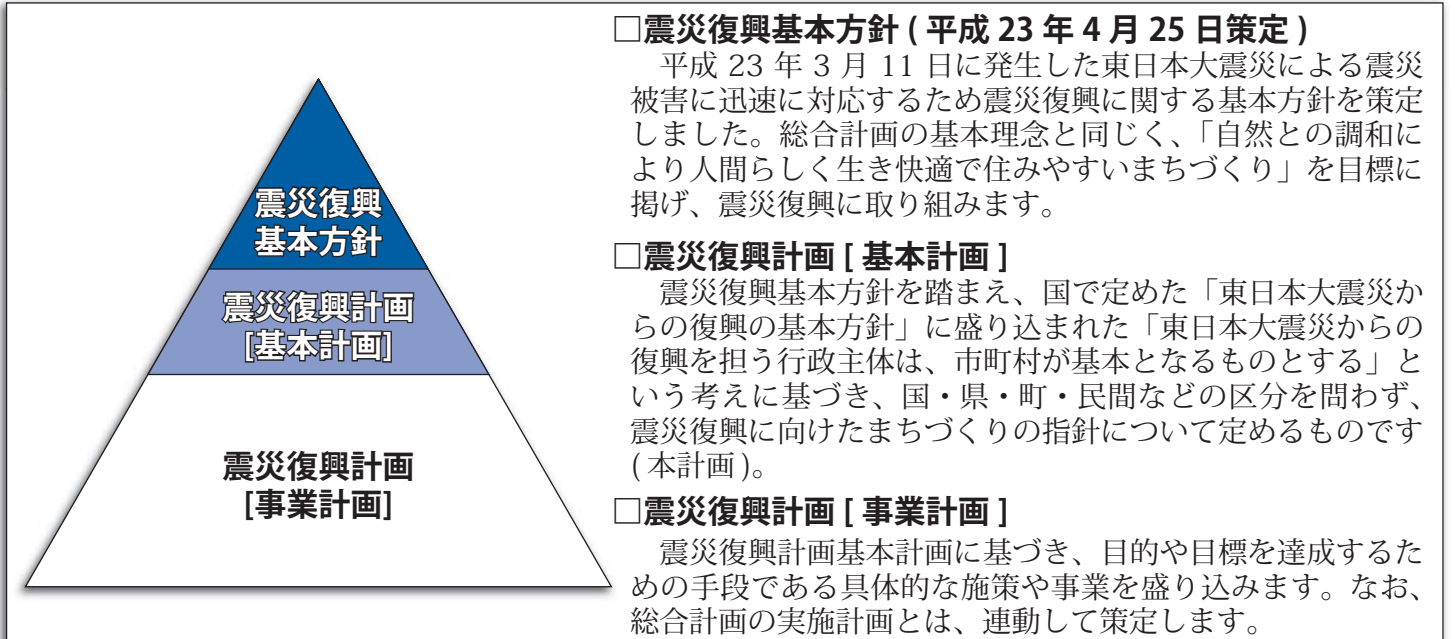 震災復興
基本方針
震災復興計画
[基本計画]
震災復興計画
[事業計画]
□震災復興基本方針 ( 平成 23 年 4 月 25 日策定 )
平成 23 年 3 月 11 日に発生した東日本大震災による震災
被害に迅速に対応するため震災復興に関する基本方針を策定
しました。総合計画の基本理念と同じく、「自然との調和に
より人間らしく生き快適で住みやすいまちづくり」を目標に
掲げ、震災復興に取り組みます。
□震災復興計画 [ 基本計画 ]
震災復興基本方針を踏まえ、国で定めた「東日本大震災か
らの復興の基本方針」に盛り込まれた「東日本大震災からの
復興を担う行政主体は、市町村が基本となるものとする」と
いう考えに基づき、国・県・町・民間などの区分を問わず、
震災復興に向けたまちづくりの指針について定めるものです
( 本計画 )。
□震災復興計画 [ 事業計画 ]
震災復興計画基本計画に基づき、目的や目標を達成するた
めの手段である具体的な施策や事業を盛り込みます。なお、
総合計画の実施計画とは、連動して策定します。